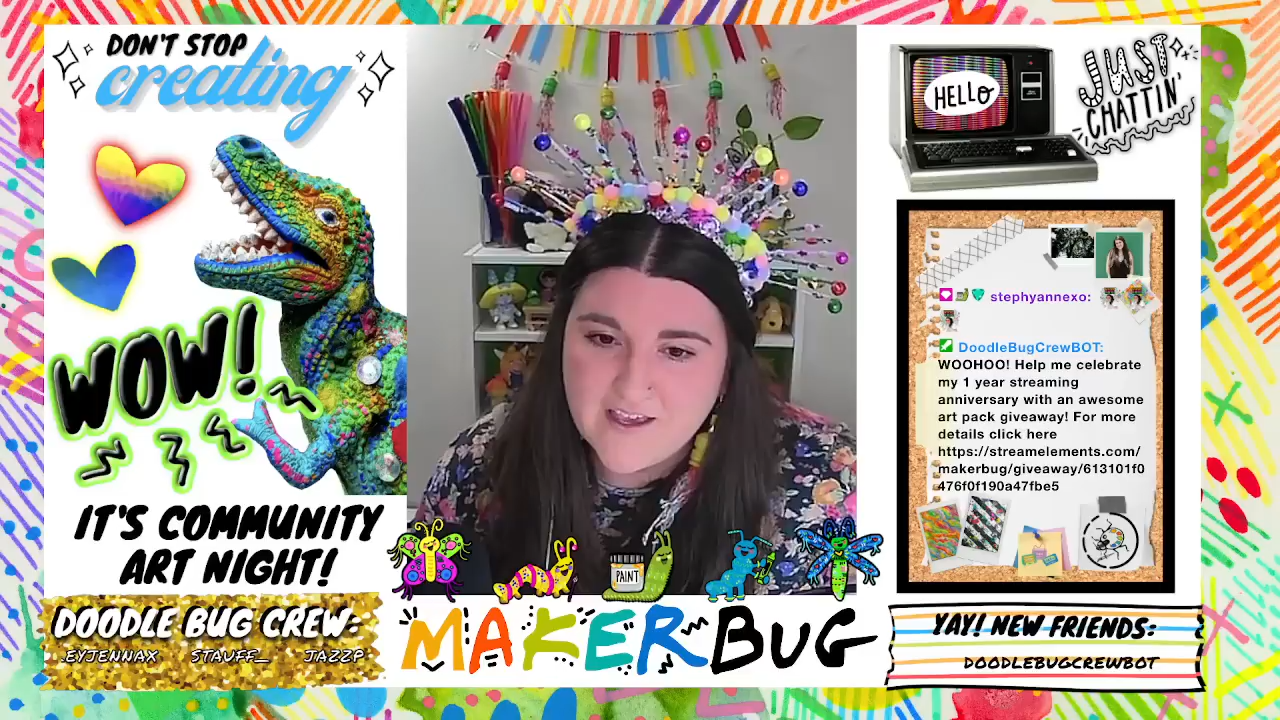 DON'T STOP
creating
WOW!
IT'S COMMUNITY
ART NIGHT!
DOODLE BUG CREW:
EYJENNAX STAUFF_ JAZZP
PAINT
MAKERBUG
HELLO
JUST
CHATTIN'
stephyannexo:
DoodleBugCrewBOT:
WOOHOO! Help me celebrate
my 1 year streaming
anniversary with an awesome
art pack giveaway! For more
details click here
https://streamelements.com/
makerbug/giveaway/613101f0
476f0f190a47fbe5
YAY! NEW FRIENDS:
DOODLEBUGCREWBOT